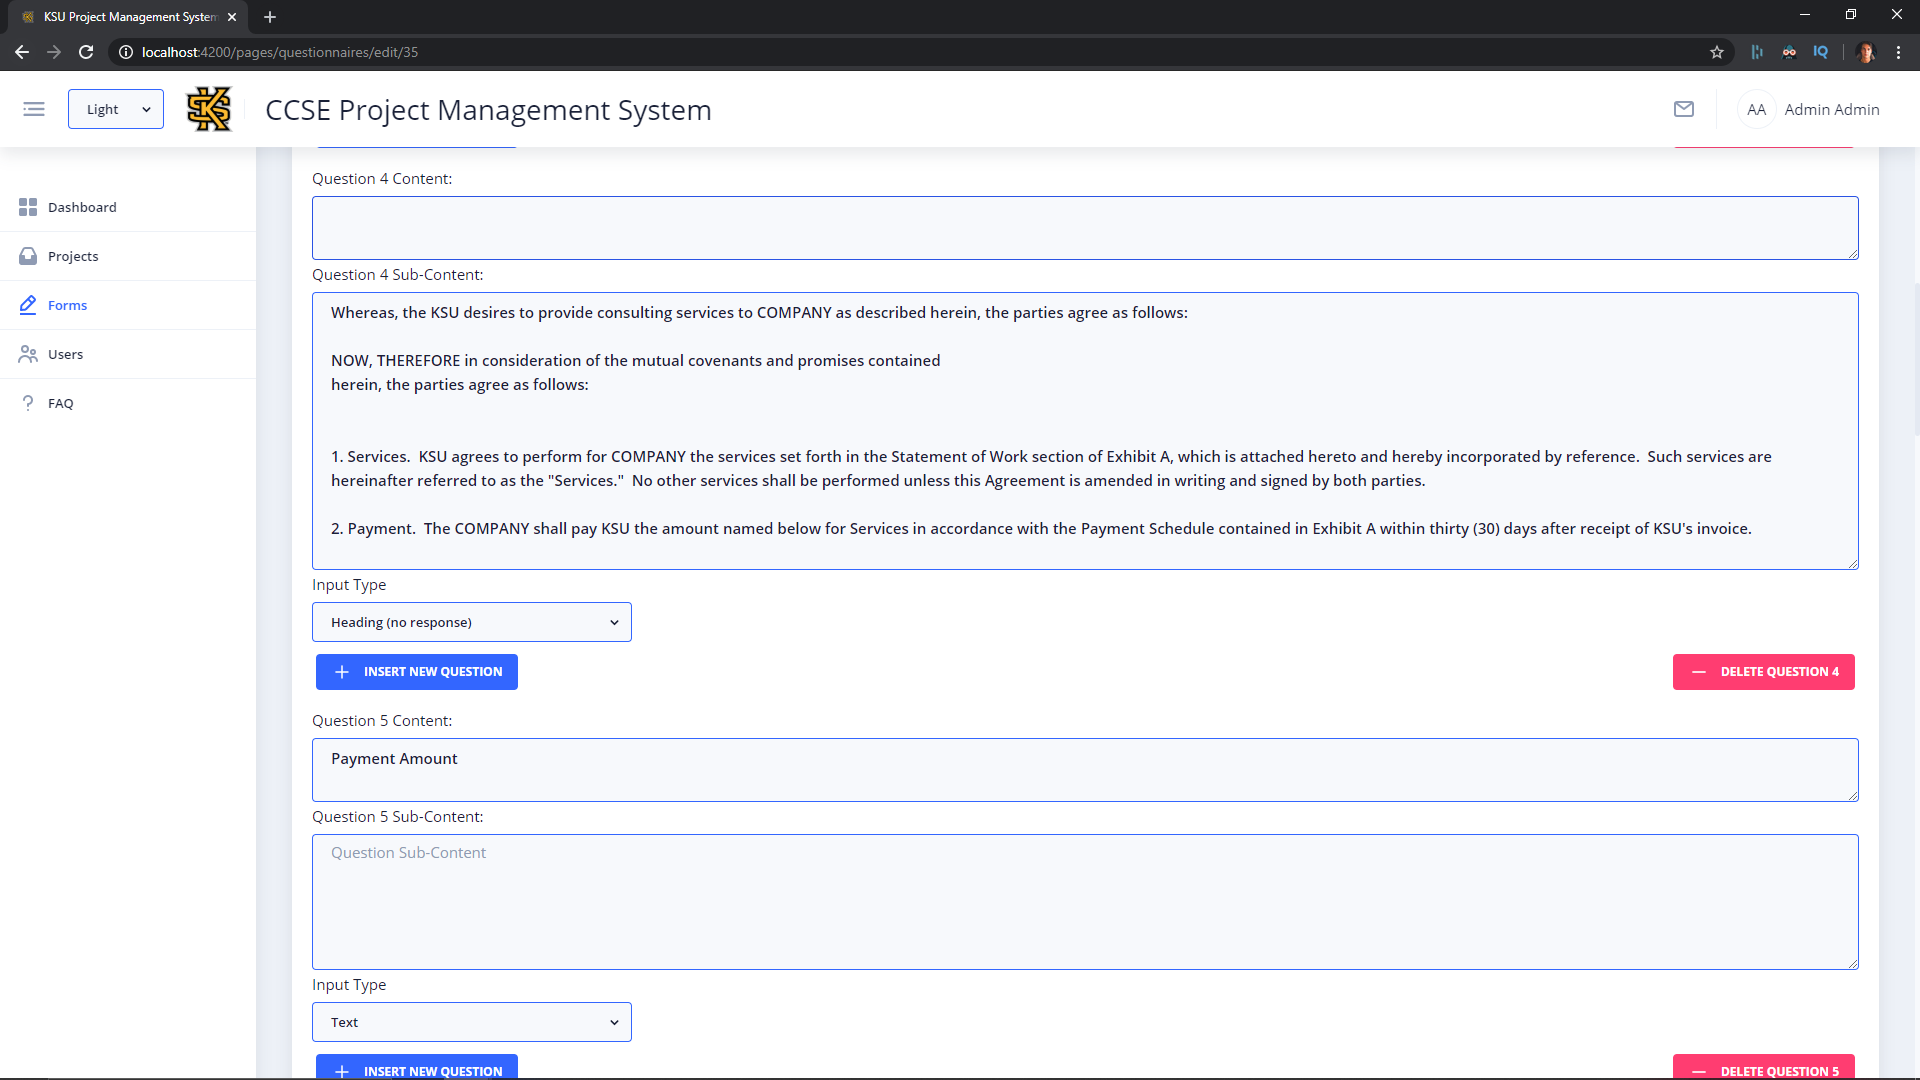 KSU Project Management System
localhost:4200/pages/questionnaires/edit/35
IQ
Light
KS
CCSE Project Management System
AA
Admin Admin
Dashboard
Projects
Forms
Users
FAQ
Question 4 Content:
Question 4 Sub-Content:
Whereas, the KSU desires to provide consulting services to COMPANY as described herein, the parties agree as follows:
NOW, THEREFORE in consideration of the mutual covenants and promises contained
herein, the parties agree as follows:
1. Services.  KSU agrees to perform for COMPANY the services set forth in the Statement of Work section of Exhibit A, which is attached hereto and hereby incorporated by reference.  Such services are
hereinafter referred to as the "Services."  No other services shall be performed unless this Agreement is amended in writing and signed by both parties.
2. Payment.  The COMPANY shall pay KSU the amount named below for Services in accordance with the Payment Schedule contained in Exhibit A within thirty (30) days after receipt of KSU's invoice.
Input Type
Heading (no response)
INSERT NEW QUESTION
DELETE QUESTION 4
Question 5 Content:
Payment Amount
Question 5 Sub-Content:
Question Sub-Content
Input Type
Text
INSERT NEW QUESTION
DELETE QUESTION 5